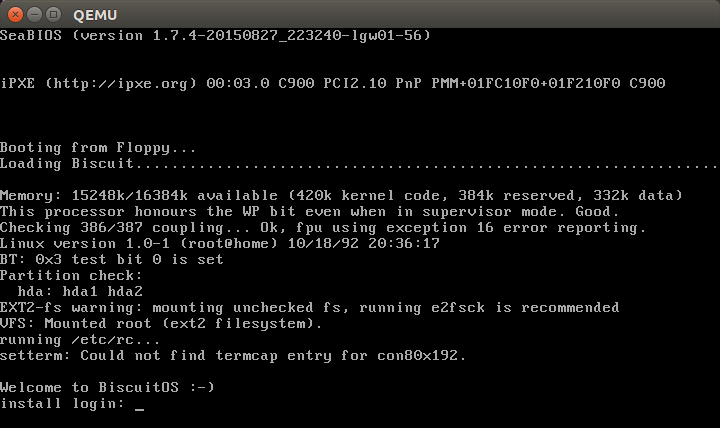 QEMU
SeaBIOS (version 1.7.4-20150827_223240-lgw01-56)
iPXE (http://ipxe.org) 00:03.0 C900 PCI2.10 PnP PMM+01FC10F0+01F210F0 C900
Booting from Floppy...
Loading Biscuit................................................................
Memory: 15248k/16384k available (420k kernel code, 384k reserved, 332k data)
This processor honours the WP bit even when in supervisor mode. Good.
Checking 386/387 coupling... Ok, fpu using exception 16 error reporting.
Linux version 1.0-1 (root@home) 10/18/92 20:36:17
BT: 0x3 test bit 0 is set
Partition check:
  hda: hda1 hda2
EXT2-fs warning: mounting unchecked fs, running e2fsck is recommended
VFS: Mounted root (ext2 filesystem).
running /etc/rc...
setterm: Could not find termcap entry for con80x192.
Welcome to BiscuitOS :-)
install login: _